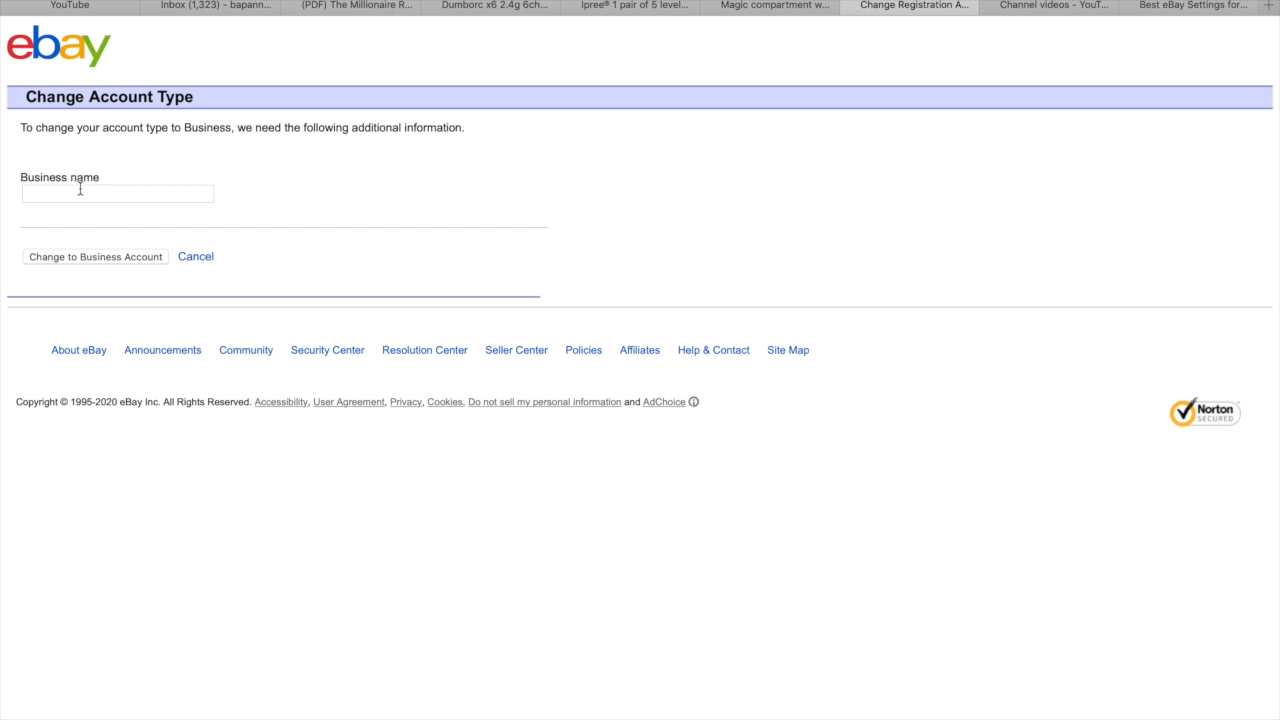 YouTube
Inbox (1,323) - bapann...
(PDF) The Millionaire R...
Dumborc x6 2.4g 6ch...
Ipree® 1 pair of 5 level...
Magic compartment w...
Change Registration A...
Channel videos - YouT...
Best eBay Settings for...
ebay
Change Account Type
To change your account type to Business, we need the following additional information.
Business name
Change to Business Account Cancel
About eBay Announcements Community Security Center Resolution Center Seller Center Policies Affiliates Help & Contact Site Map
Copyright © 1995-2020 eBay Inc. All Rights Reserved. Accessibility, User Agreement, Privacy, Cookies, Do not sell my personal information and AdChoice
Norton
SECURED